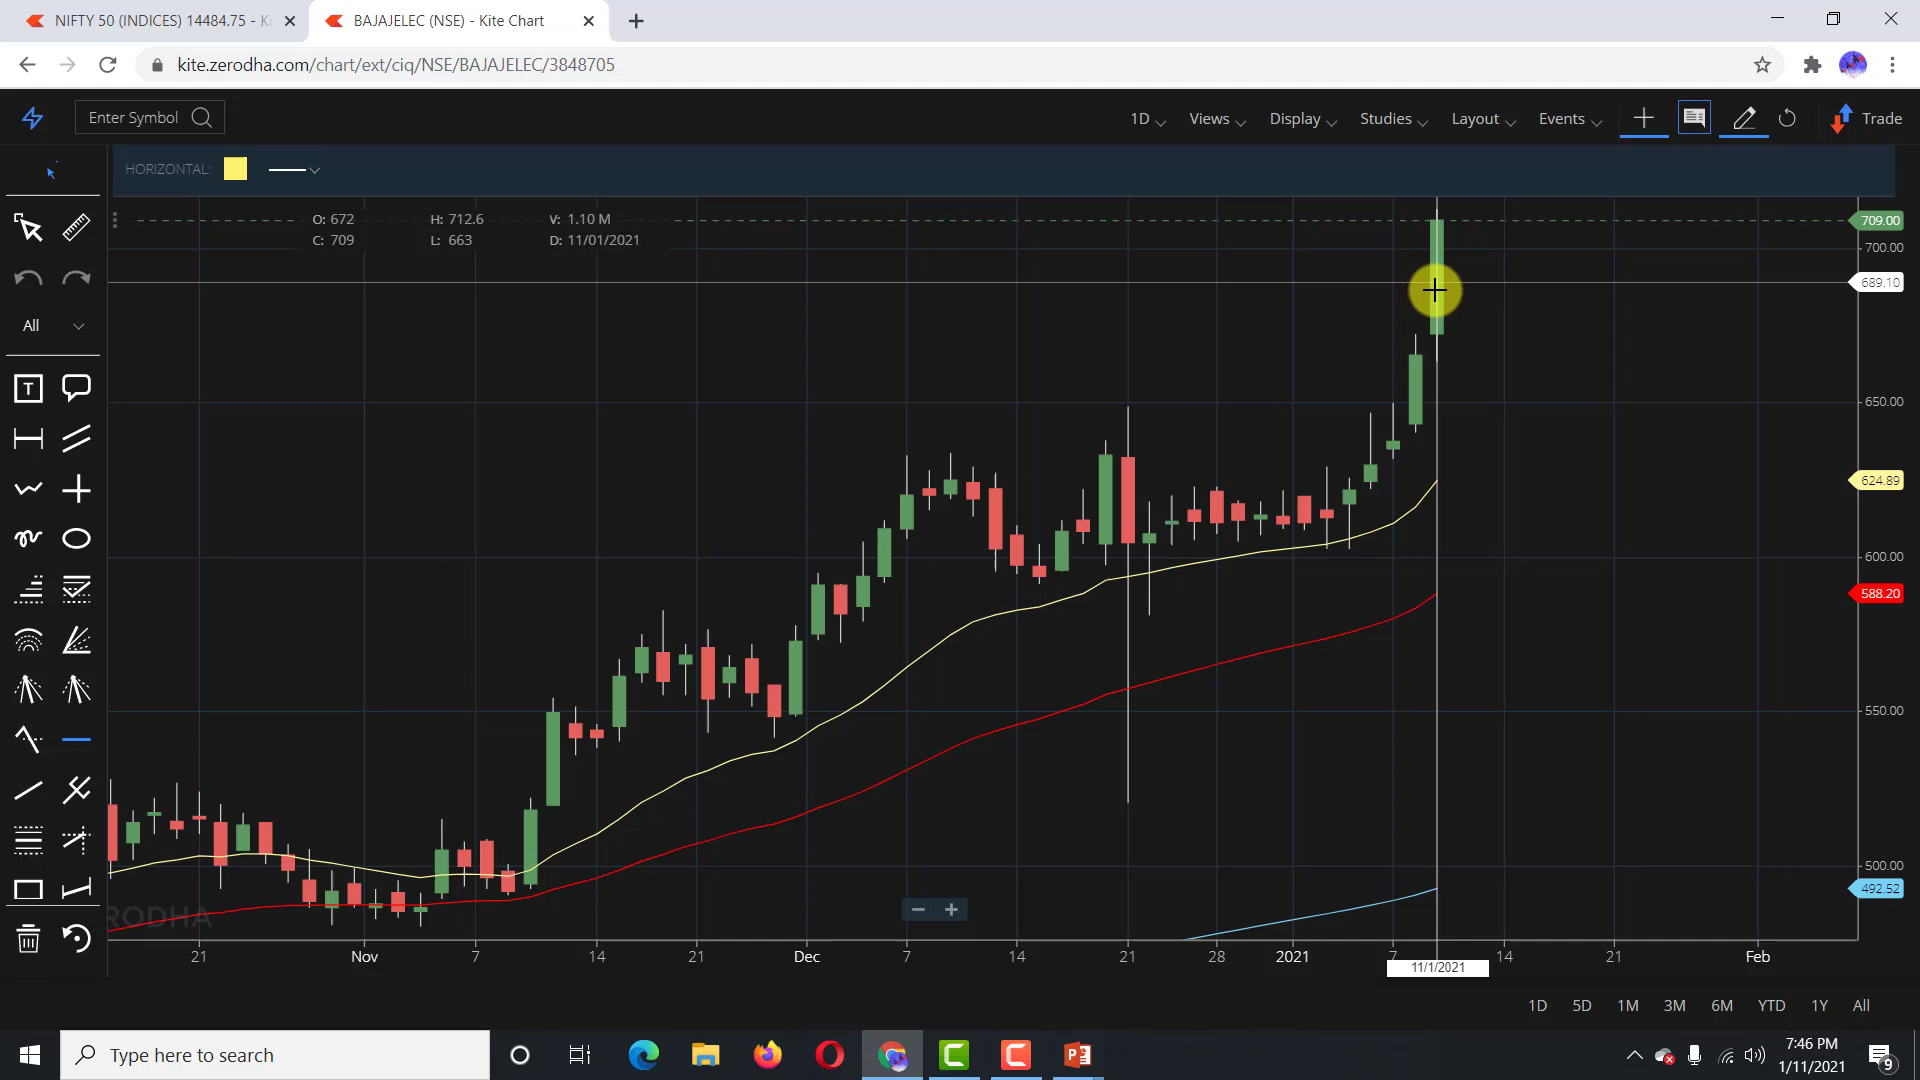 NIFTY 50 (INDICES) 14484.75 - Ki
BAJAJELEC (NSE) - Kite Chart
kite.zerodha.com/chart/ext/ciq/NSE/BAJAJELEC/3848705
Enter Symbol
1D Views Display Studies Layout Events Trade
HORIZONTAL:
O: 672 H: 712.6 V: 1.10 M
C: 709 L: 663 D: 11/01/2021
709.00
700.00
689.10
All
T
650.00
624.89
600.00
588.20
550.00
500.00
492.52
RODHA
21 Nov 7 14 21 Dec 7 14 21 28 2021 7 14 21 Feb
11/1/2021
1D 5D 1M 3M 6M YTD 1Y All
Type here to search
7:46 PM
1/11/2021
9